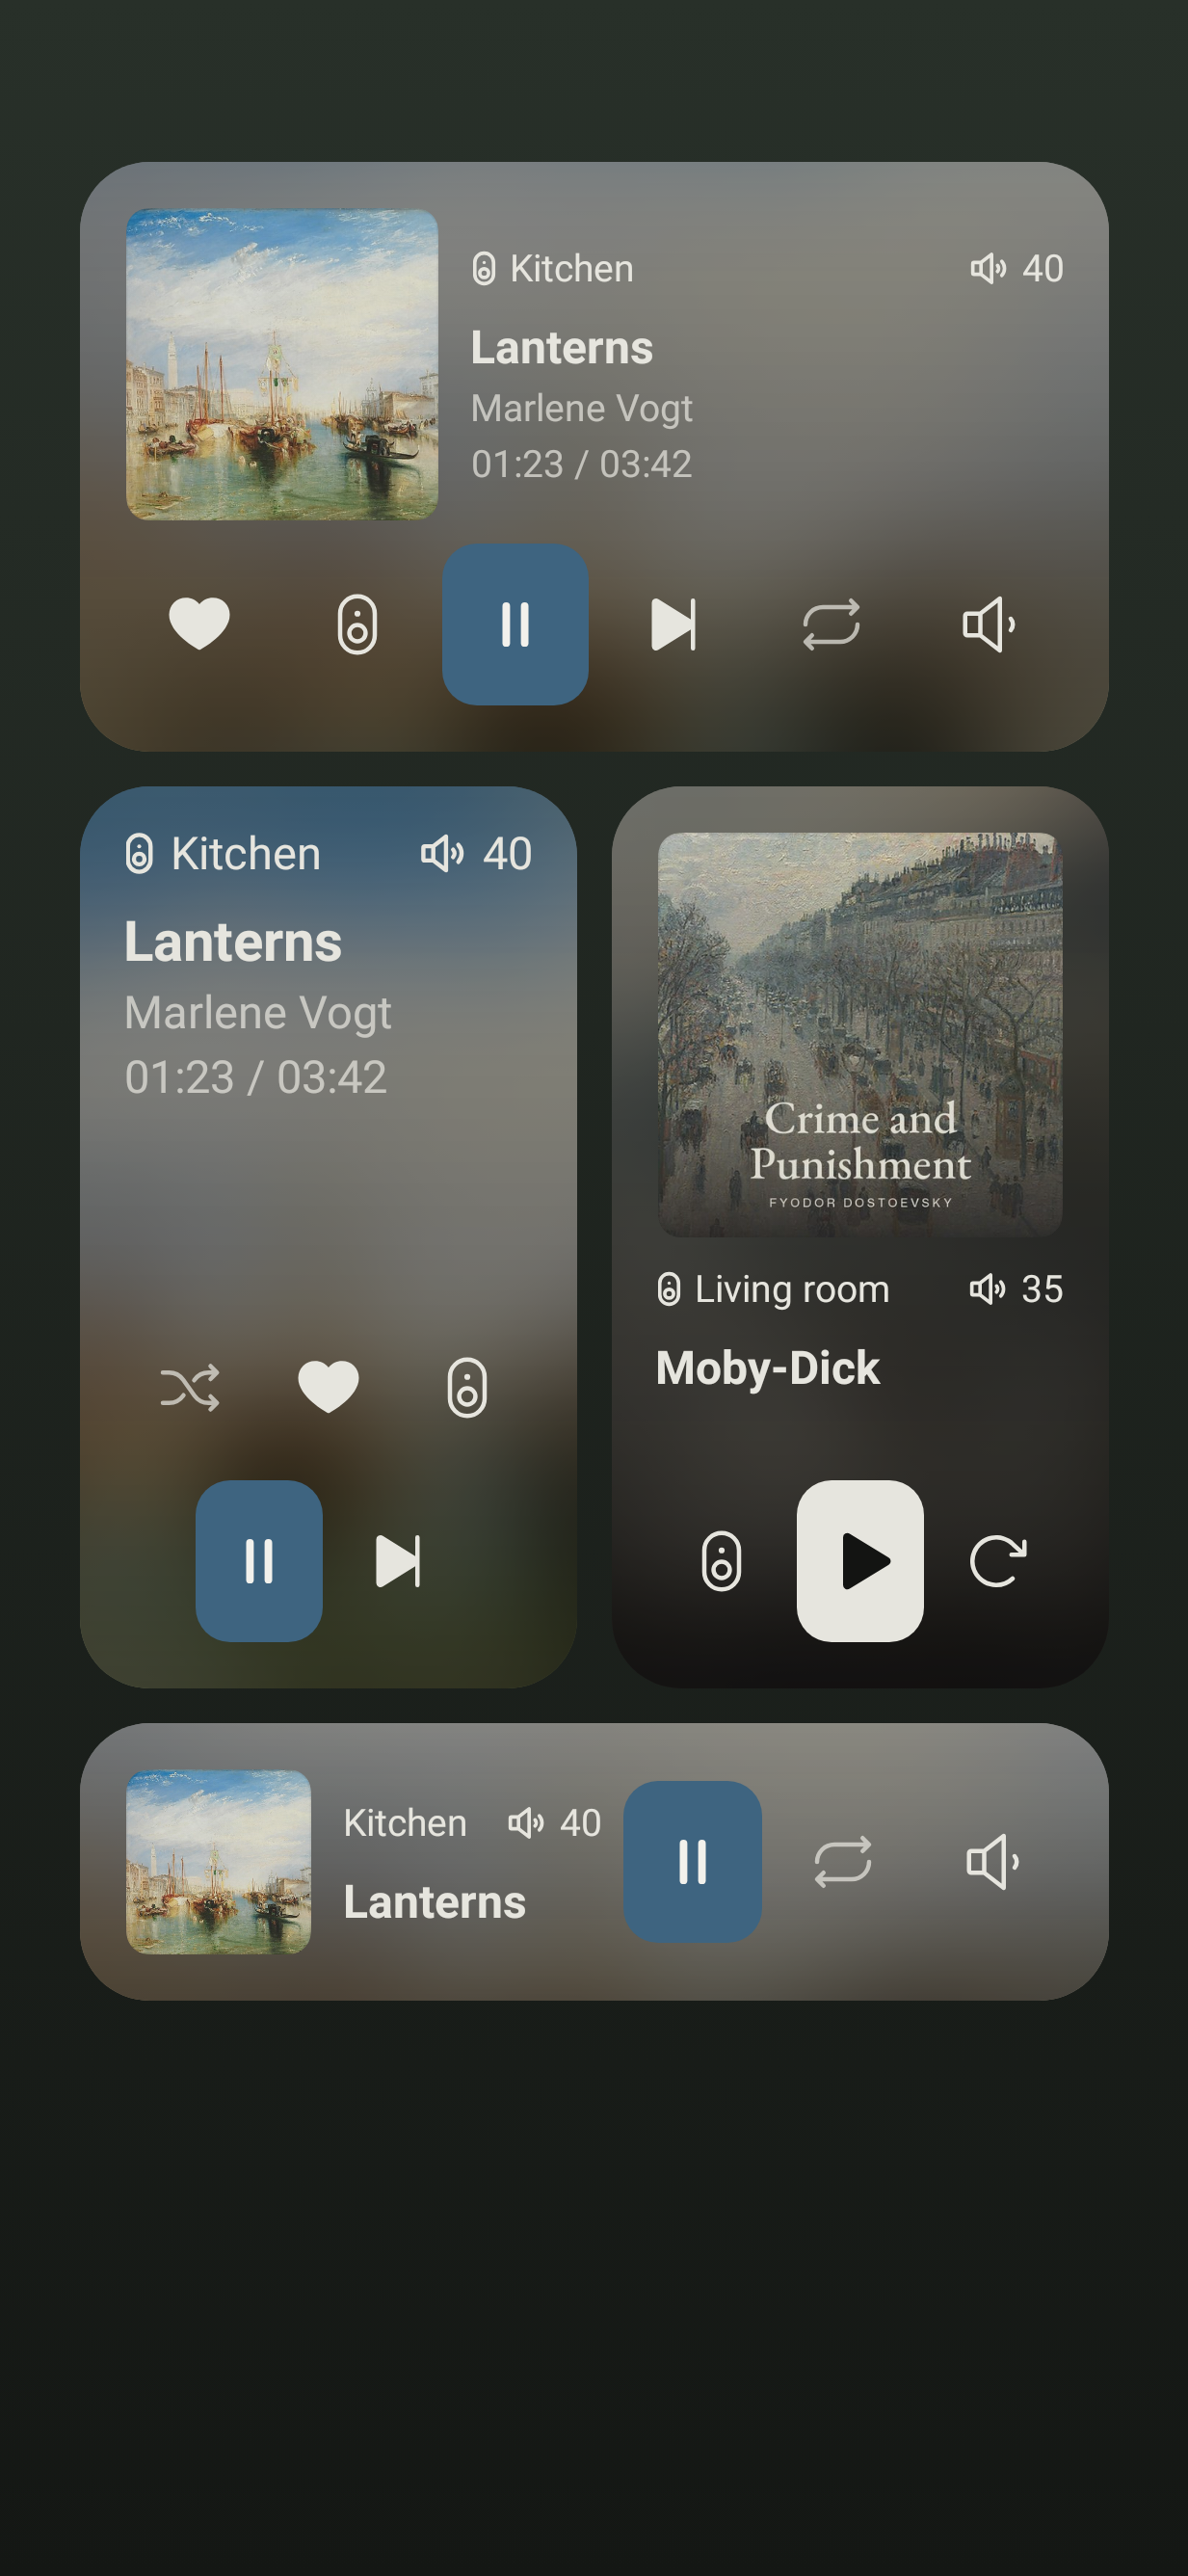 Kitchen 40
Lanterns
Marlene Vogt
01:23 / 03:42
Kitchen 40
Lanterns
Marlene Vogt
01:23 / 03:42
Crime and
Punishment
FYODOR DOSTOEVSKY
Living room 35
Moby-Dick
Kitchen 40
Lanterns